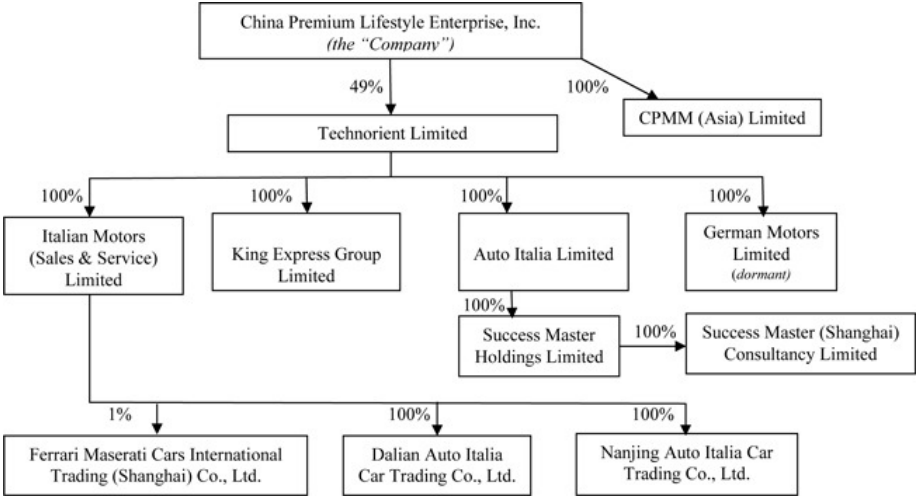 China Premium Lifestyle Enterprise, Inc.
(the “Company”)
49%
100%
Technorient Limited
CPMM (Asia) Limited
100%
100%
100%
100%
Italian Motors
(Sales & Service)
Limited
King Express Group
Limited
Auto Italia Limited
German Motors
Limited
(dormant)
100%
Success Master
Holdings Limited
100%
Success Master (Shanghai)
Consultancy Limited
1%
100%
100%
Ferrari Maserati Cars International
Trading (Shanghai) Co., Ltd.
Dalian Auto Italia
Car Trading Co., Ltd.
Nanjing Auto Italia Car
Trading Co., Ltd.